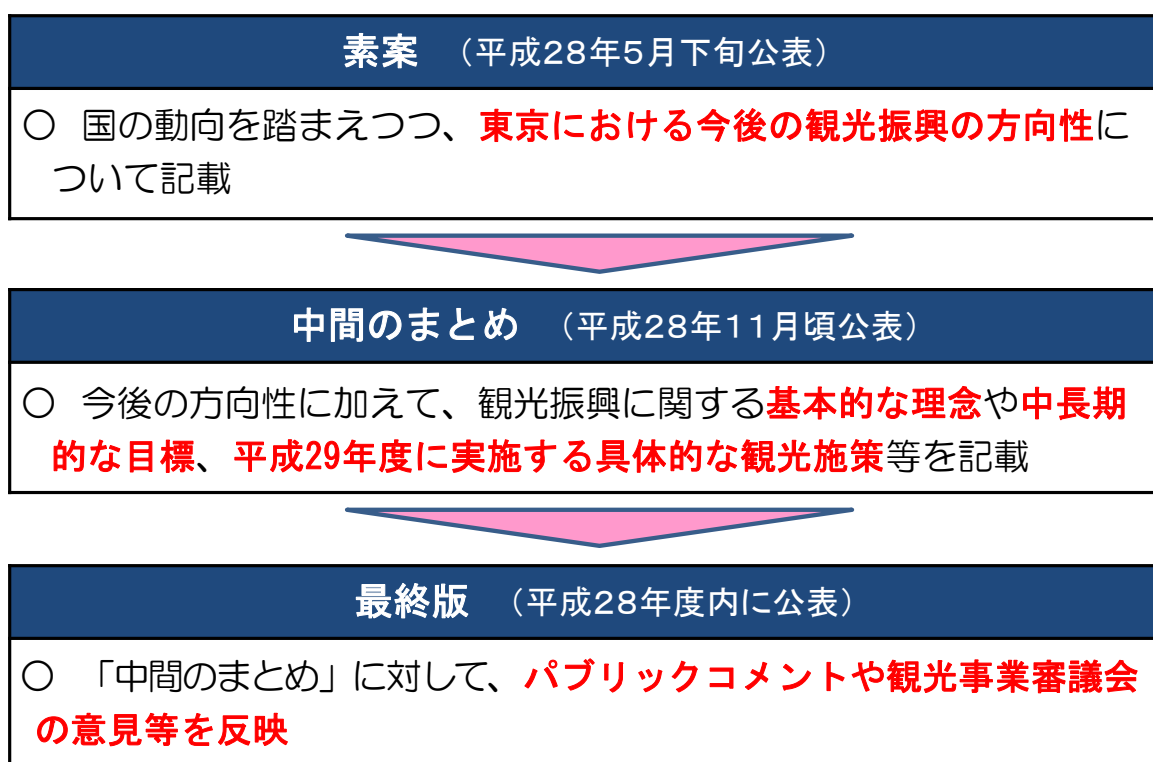 素案 （平成28年5月下旬公表）
○ 国の動向を踏まえつつ、東京における今後の観光振興の方向性に
ついて記載
中間のまとめ （平成28年11月頃公表）
○ 今後の方向性に加えて、観光振興に関する基本的な理念や中長期
的な目標、平成29年度に実施する具体的な観光施策等を記載
最終版 （平成28年度内に公表）
○ 「中間のまとめ」に対して、パブリックコメントや観光事業審議会
の意見等を反映